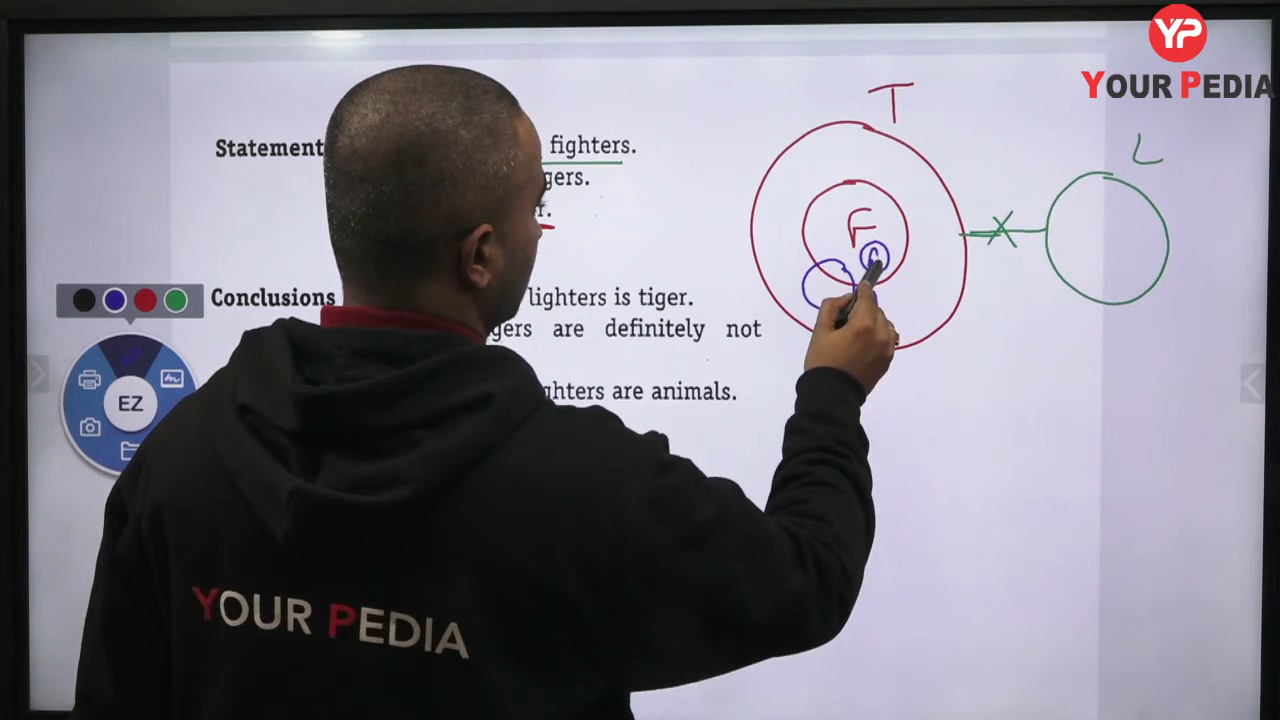 YP
YOUR PEDIA
T
L
Statement fighters.
gers.
r.
F
Conclusions lighters is tiger.
gers are definitely not
ghters are animals.
EZ
YOUR PEDIA